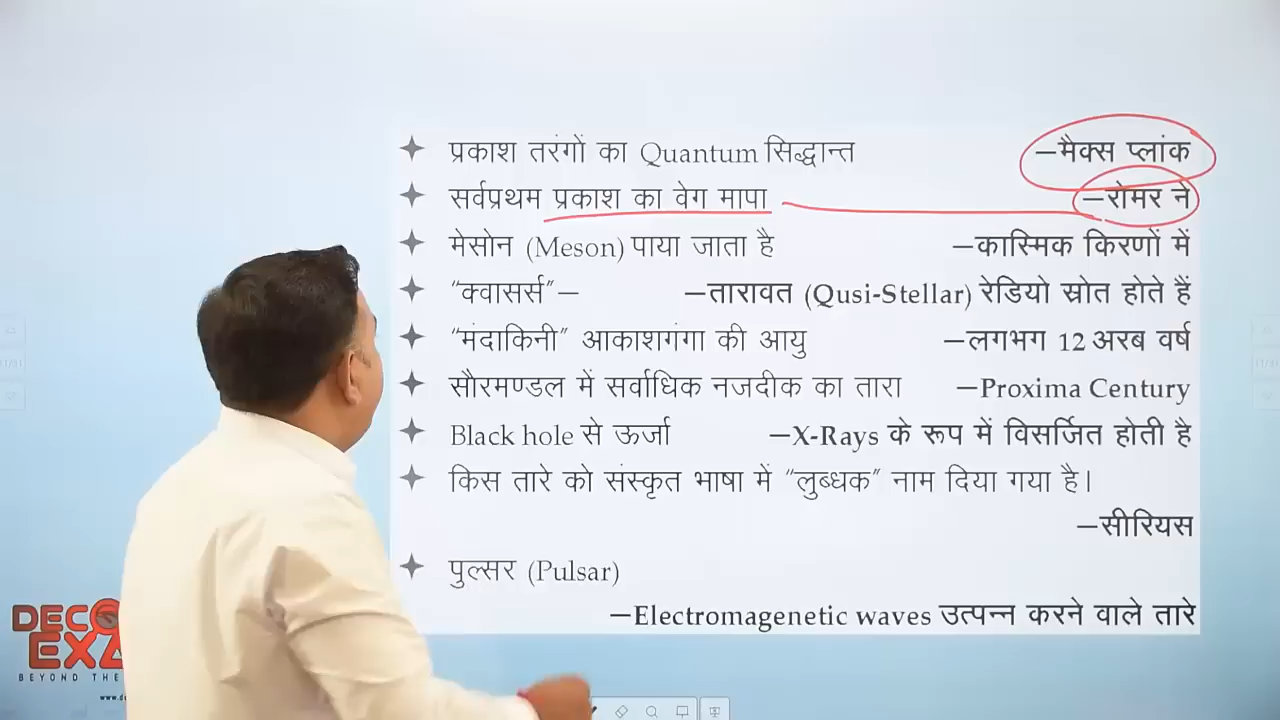 ✦ प्रकाश तरंगों का Quantum सिद्धान्त –मैक्स प्लांक
✦ सर्वप्रथम प्रकाश का वेग मापा –रोमर ने
✦ मेसोन (Meson) पाया जाता है –कास्मिक किरणों में
✦ “क्वासर्स”– –तारावत (Qusi-Stellar) रेडियो स्रोत होते हैं
✦ “मंदाकिनी” आकाशगंगा की आयु –लगभग 12 अरब वर्ष
✦ सौरमण्डल में सर्वाधिक नजदीक का तारा –Proxima Century
✦ Black hole से ऊर्जा –X-Rays के रूप में विसर्जित होती है
✦ किस तारे को संस्कृत भाषा में “लुब्धक” नाम दिया गया है।
–सीरियस
✦ पुल्सर (Pulsar)
–Electromagenetic waves उत्पन्न करने वाले तारे
DECO
EXA
BEYOND THE